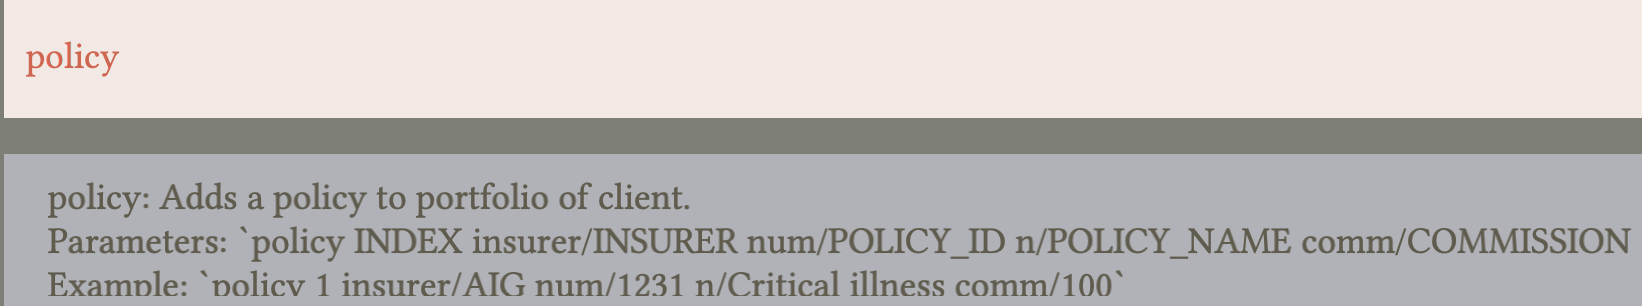 policy
policy: Adds a policy to portfolio of client.
Parameters: `policy INDEX insurer/INSURER num/POLICY_ID n/POLICY_NAME comm/COMMISSION
Example: `policy 1 insurer/AIG num/1231 n/Critical illness comm/100`